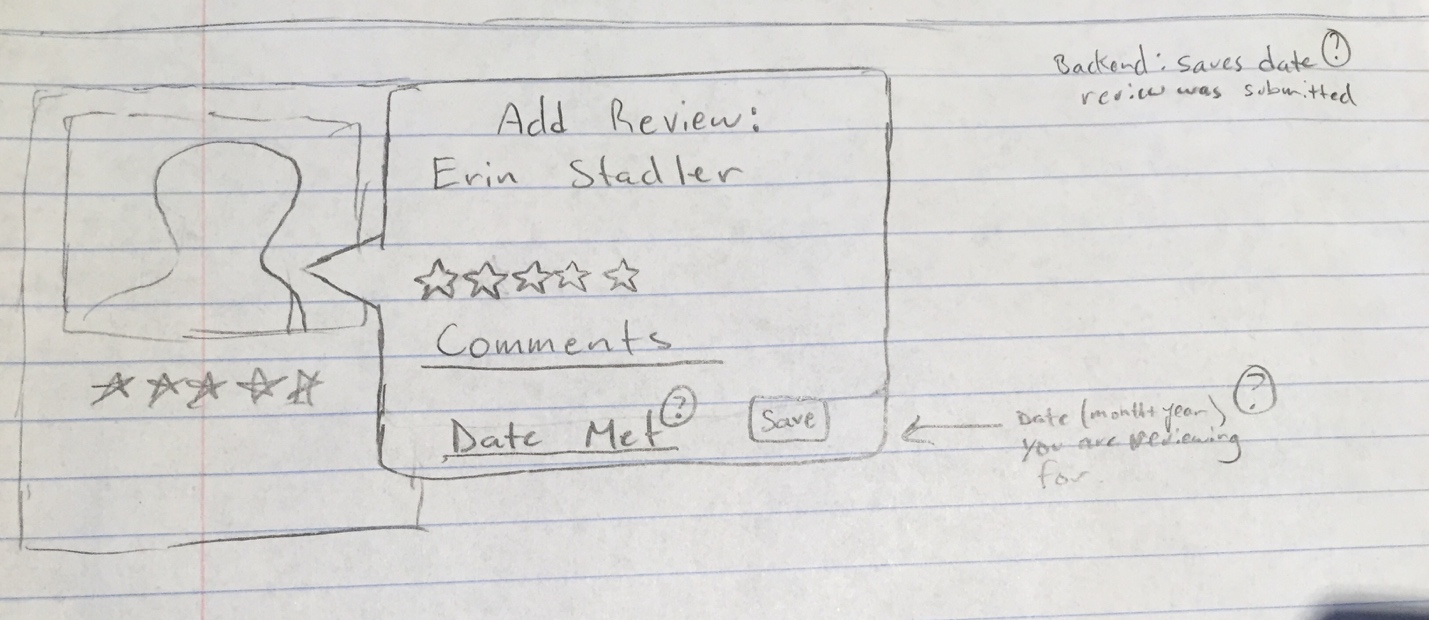 Backend: saves date ?
review was submitted
Add Review:
Erin Stadler
Comments
Date Met ?
Save
Date (month + year) ?
you are reviewing
for